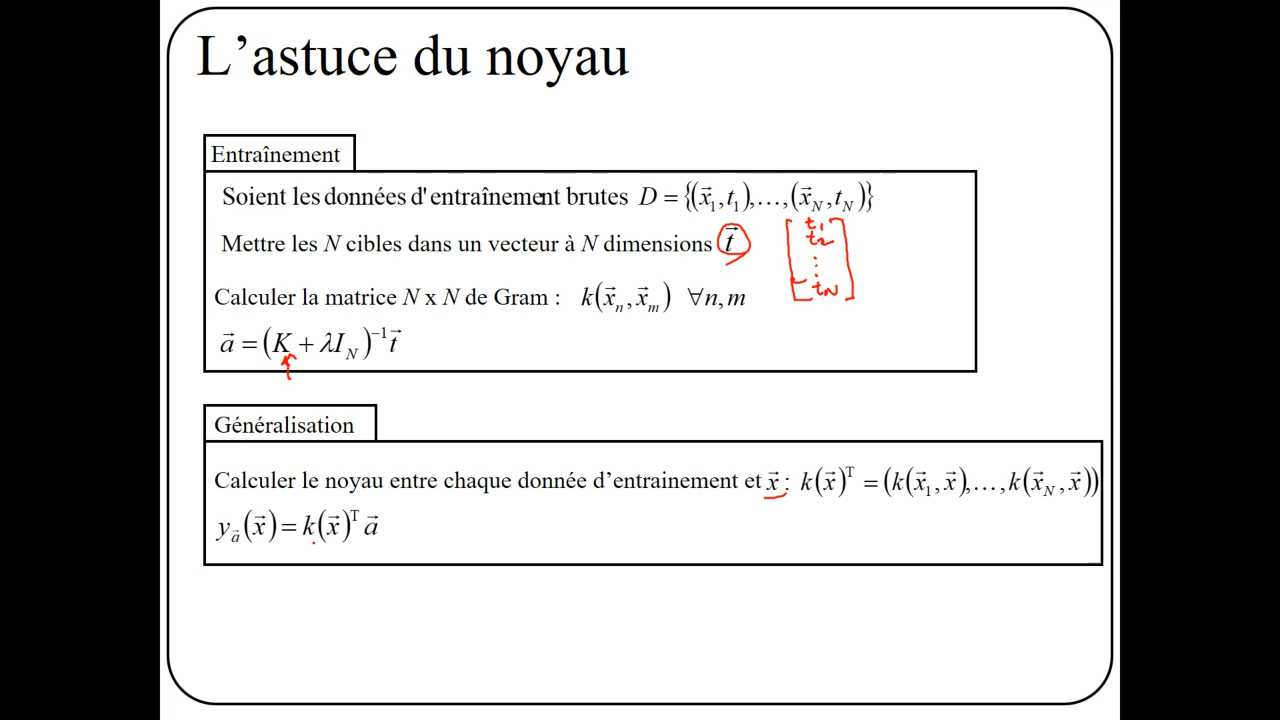 L'astuce du noyau
Entraînement
Soient les données d'entraînement brutes D = {(x⃗₁,t₁),…,(x⃗_N,t_N)}
Mettre les N cibles dans un vecteur à N dimensions t⃗
[t₁
t₂
⋮
t_N]
Calculer la matrice N x N de Gram : k(x⃗ₙ,x⃗ₘ) ∀n,m
a⃗ = (K + λI_N)⁻¹ t⃗
Généralisation
Calculer le noyau entre chaque donnée d'entrainement et x⃗ : k(x⃗)ᵀ = (k(x⃗₁,x⃗),…,k(x⃗_N,x⃗))
y_a⃗(x⃗) = k(x⃗)ᵀ a⃗